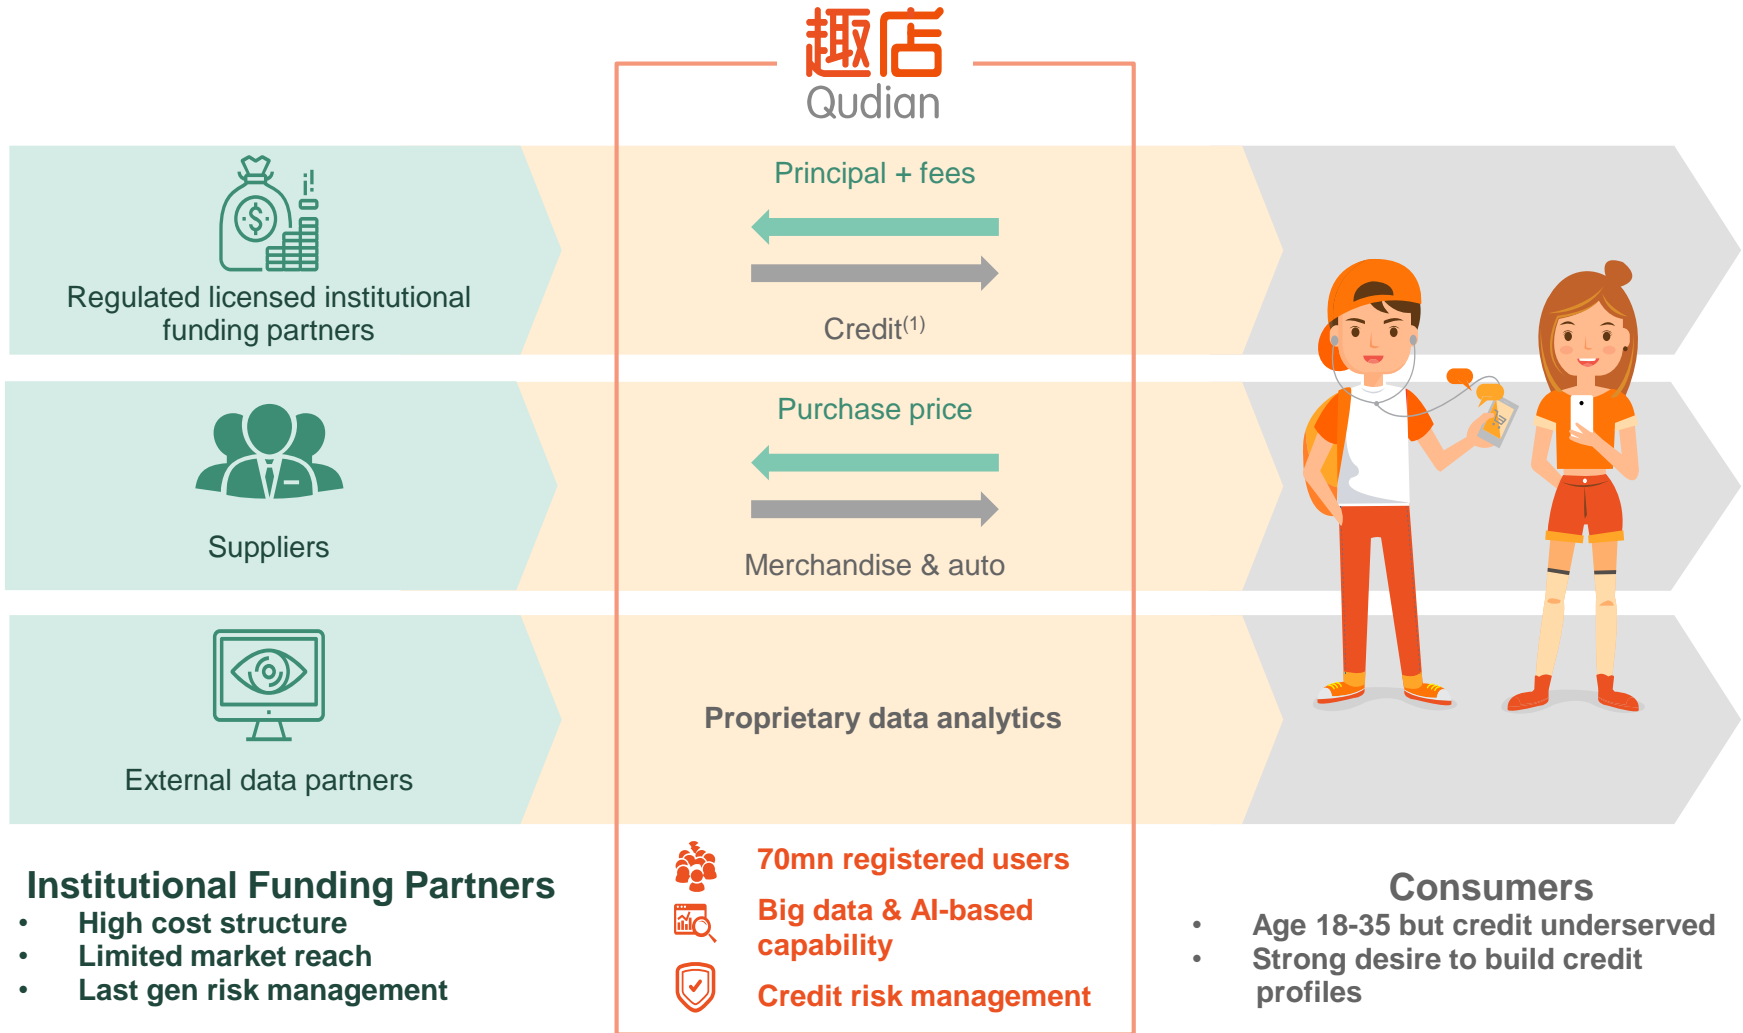 趣店
Qudian
Principal + fees
Regulated licensed institutional
funding partners
Credit(1)
Purchase price
Suppliers
Merchandise & auto
Proprietary data analytics
External data partners
Institutional Funding Partners
• High cost structure
• Limited market reach
• Last gen risk management
70mn registered users
Big data & AI-based
capability
Credit risk management
Consumers
• Age 18-35 but credit underserved
• Strong desire to build credit
profiles